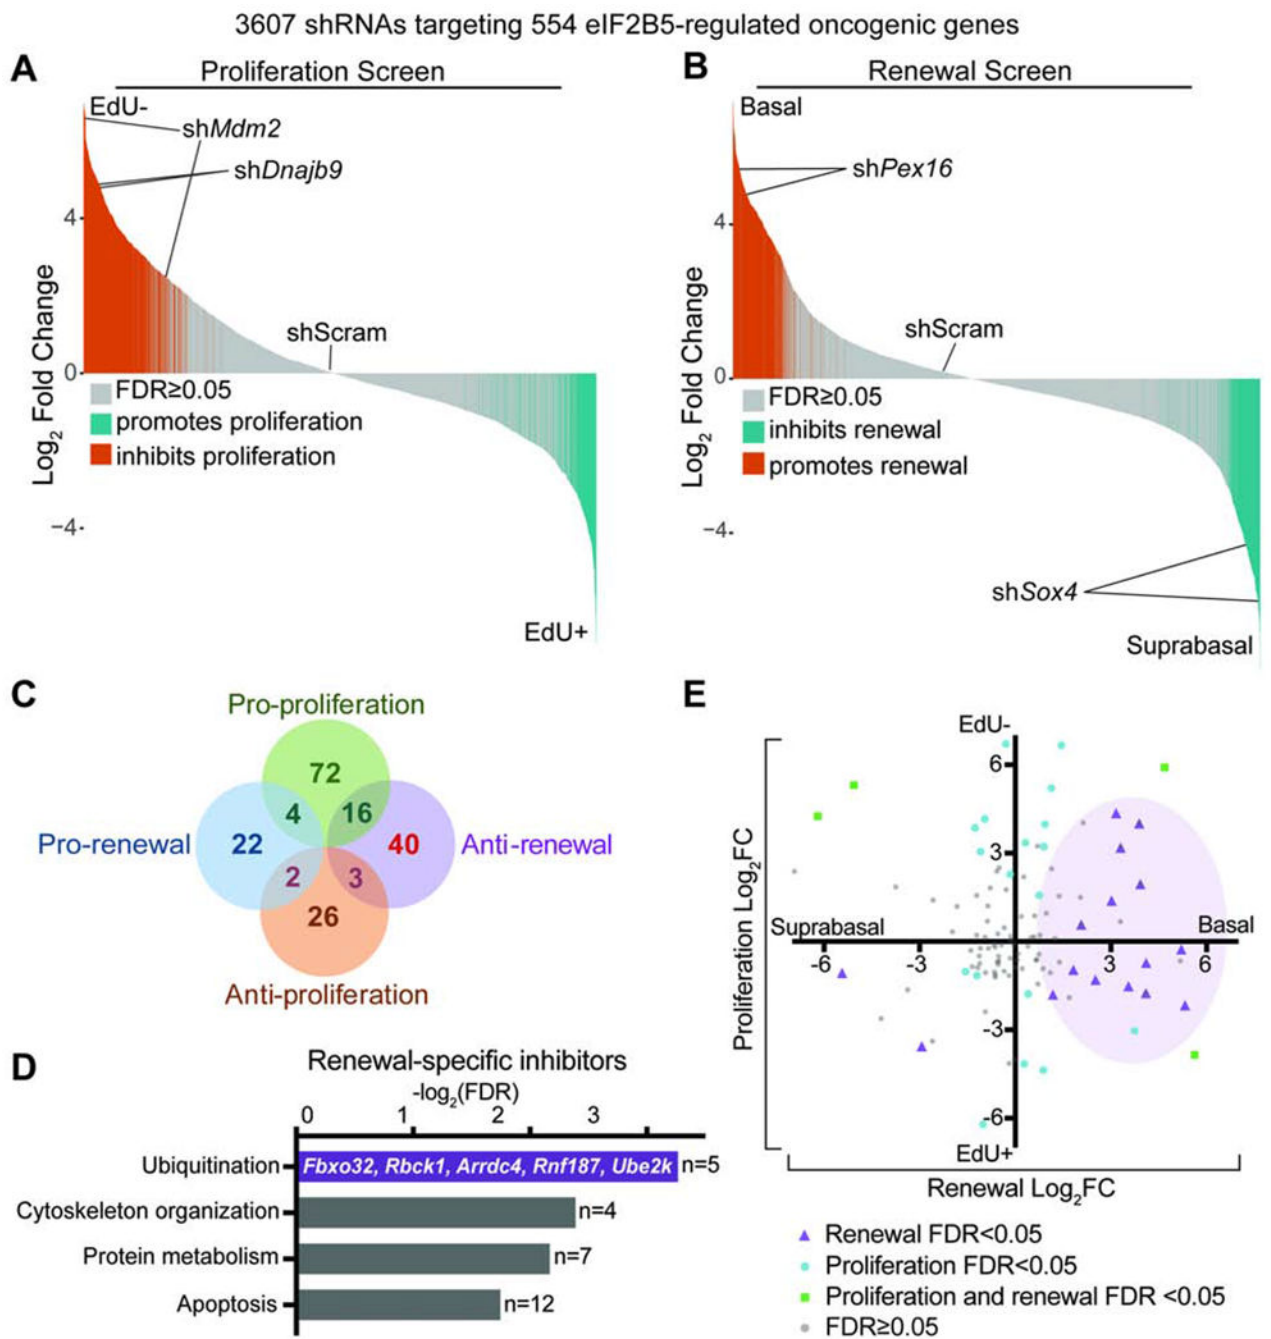 3607 shRNAs targeting 554 eIF2B5-regulated oncogenic genes
A
Proliferation Screen
EdU-
shMdm2
shDnajb9
4
shScram
0
Log2 Fold Change
FDR≥0.05
promotes proliferation
inhibits proliferation
−4
EdU+
B
Renewal Screen
Basal
shPex16
4
shScram
0
Log2 Fold Change
FDR≥0.05
inhibits renewal
promotes renewal
−4
shSox4
Suprabasal
C
Pro-proliferation
72
4
16
Pro-renewal
22
40
Anti-renewal
2
3
26
Anti-proliferation
D
Renewal-specific inhibitors
-log2(FDR)
0 1 2 3
Ubiquitination
Fbxo32, Rbck1, Arrdc4, Rnf187, Ube2k
n=5
Cytoskeleton organization
n=4
Protein metabolism
n=7
Apoptosis
n=12
E
EdU-
6
3
Suprabasal
Basal
-6 -3 3 6
-3
-6
EdU+
Proliferation Log2FC
Renewal Log2FC
Renewal FDR<0.05
Proliferation FDR<0.05
Proliferation and renewal FDR <0.05
FDR≥0.05